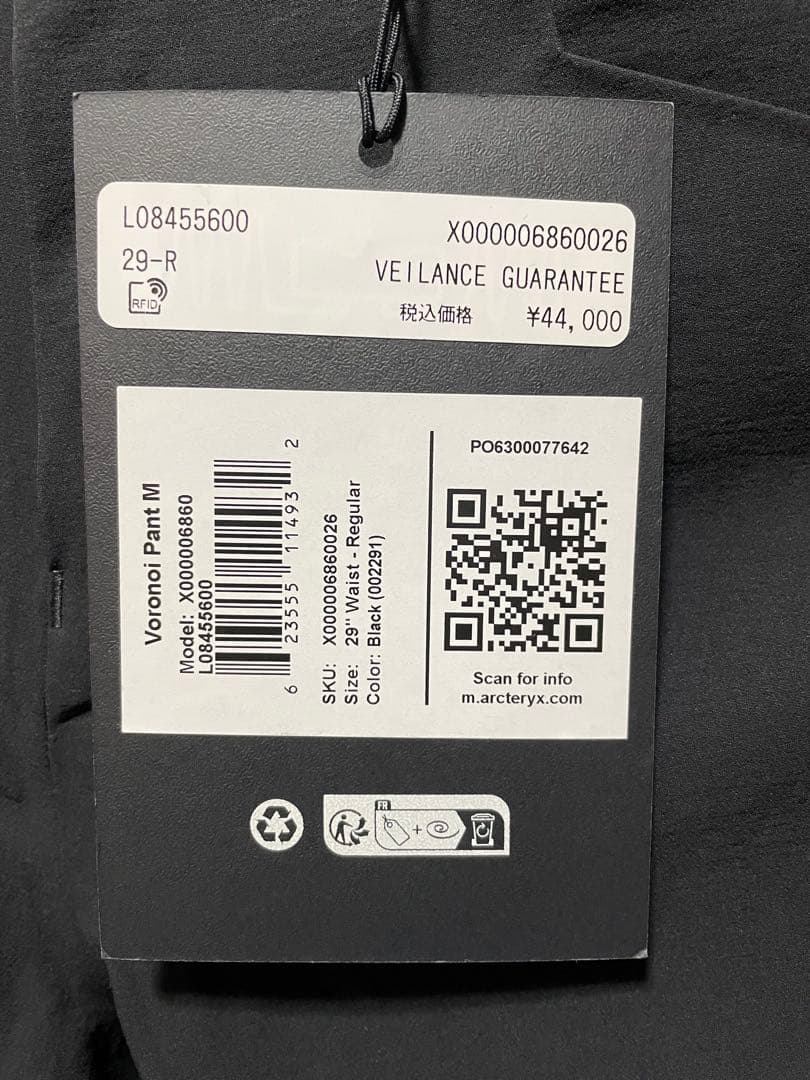 L08455600
29-R
RFID
X000006860026
VEILANCE GUARANTEE
税込価格 ¥44,000
Voronoi Pant M
Model: X000006860
L08455600
6 23555 11493 2
SKU: X000006860026
Size: 29" Waist - Regular
Color: Black (002291)
PO6300077642
Scan for info
m.arcteryx.com
FR